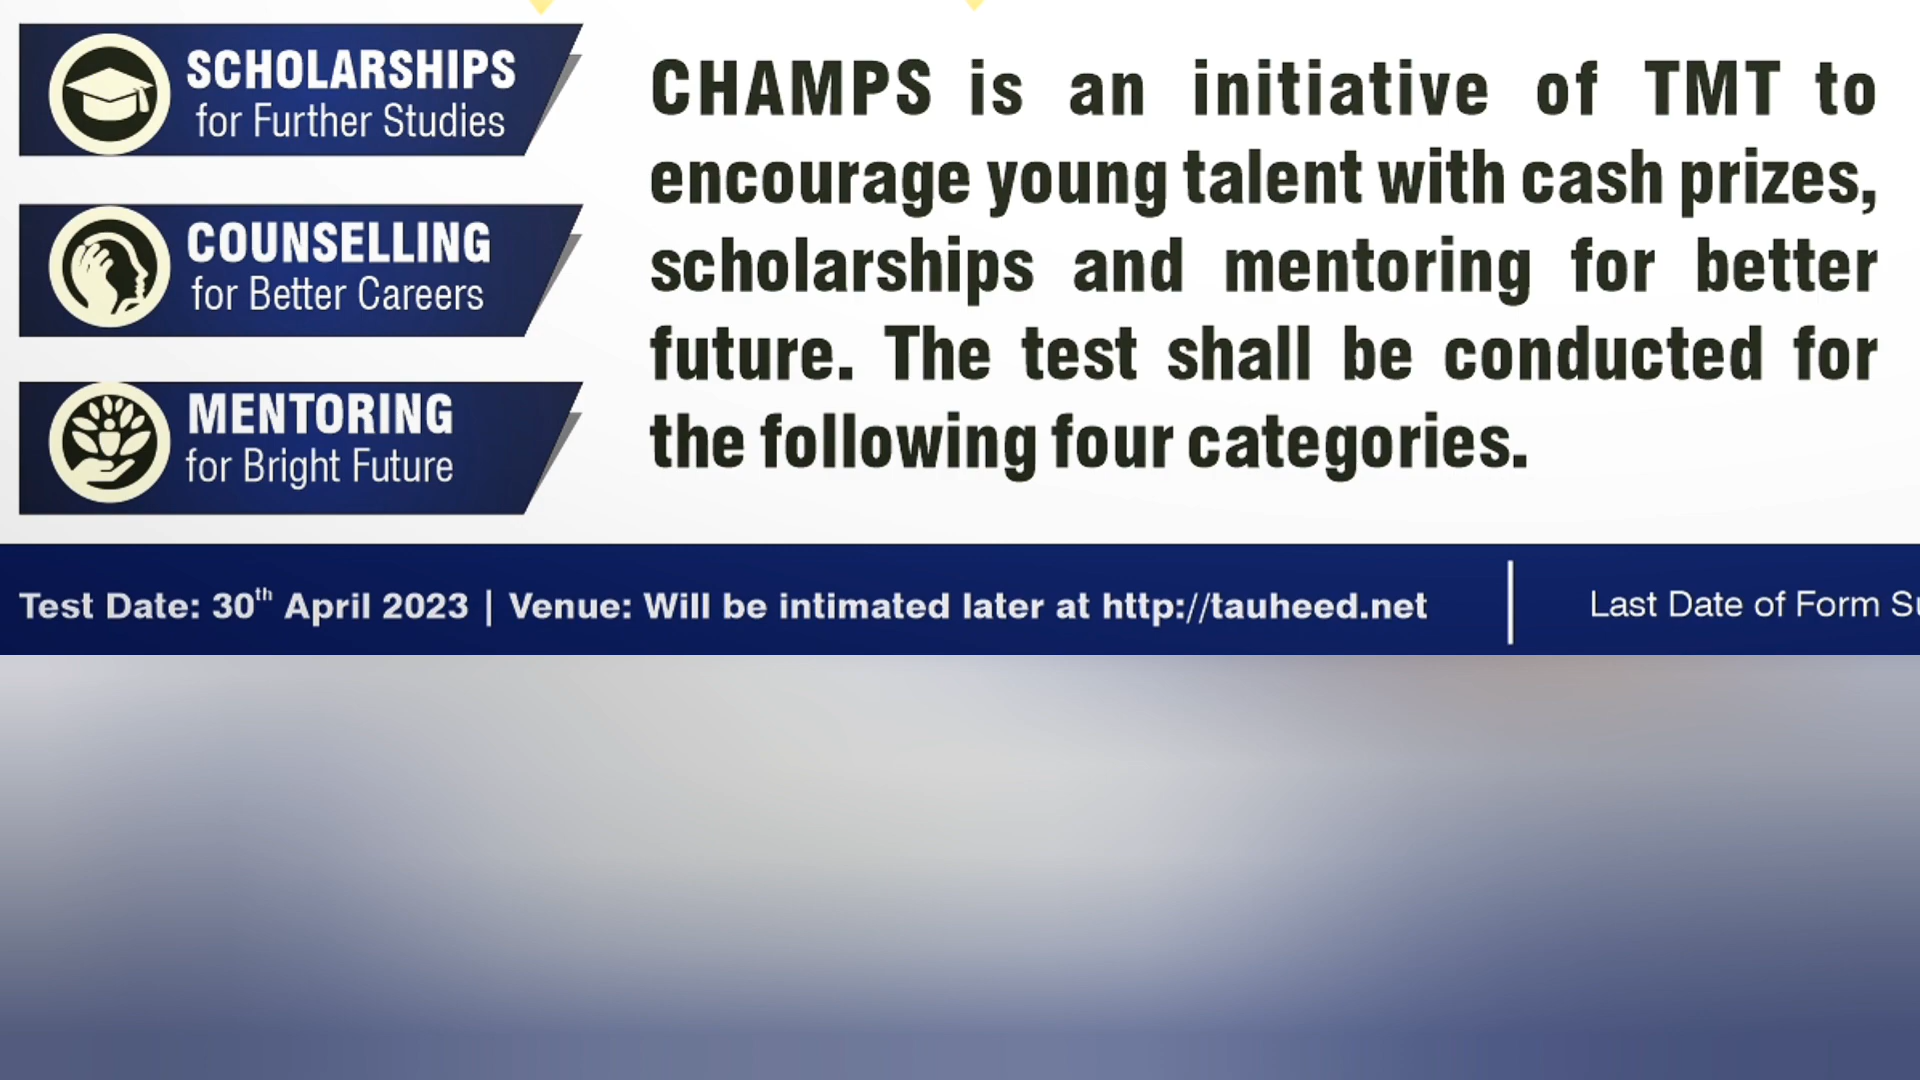 SCHOLARSHIPS
for Further Studies
COUNSELLING
for Better Careers
MENTORING
for Bright Future
CHAMPS is an initiative of TMT to
encourage young talent with cash prizes,
scholarships and mentoring for better
future. The test shall be conducted for
the following four categories.
Test Date: 30th April 2023 | Venue: Will be intimated later at http://tauheed.net
Last Date of Form